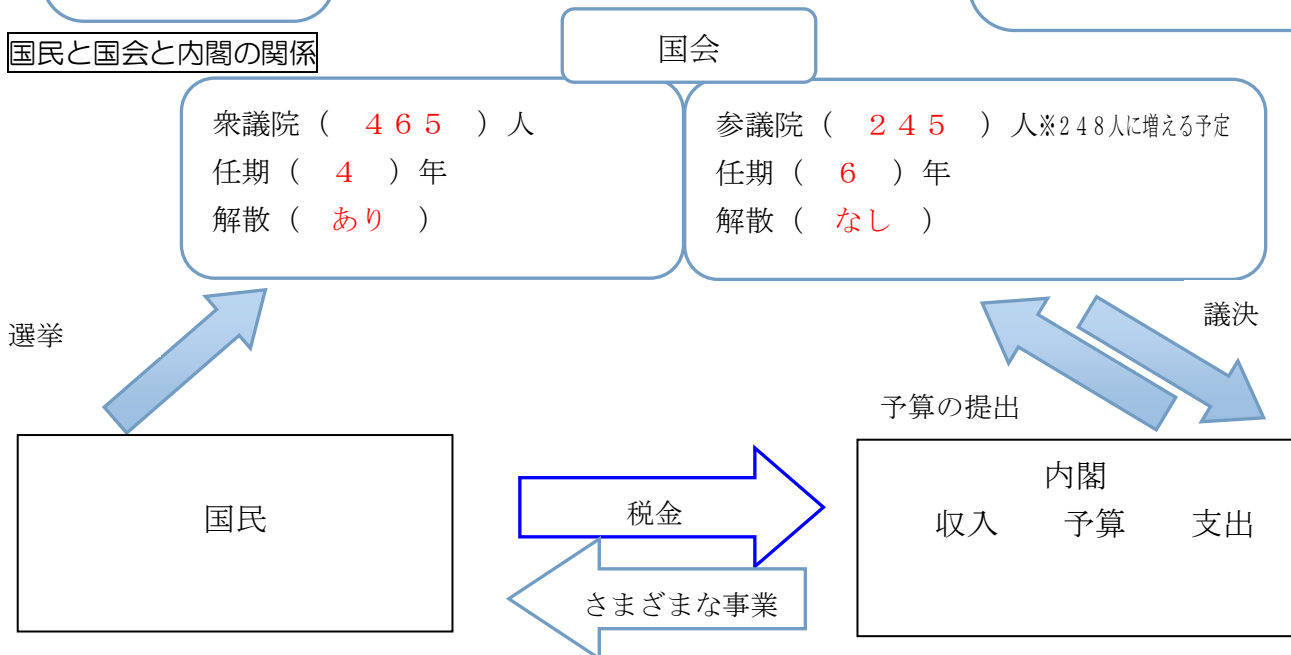 国民と国会と内閣の関係
国会
衆議院（　４６５　）人
任期（　４　）年
解散（　あり　）
参議院（　２４５　）人※２４８人に増える予定
任期（　６　）年
解散（　なし　）
選挙
議決
予算の提出
国民
税金
さまざまな事業
内閣
収入　　予算　　支出